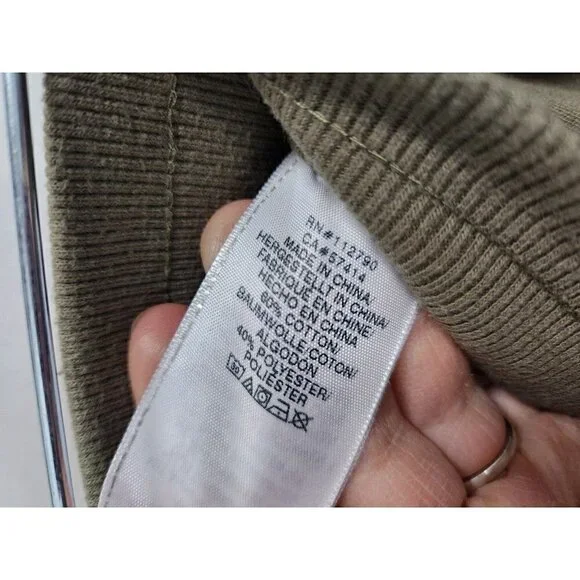 RN#112790
CA#57414
MADE IN CHINA
HERGESTELLT IN CHINA/
FABRIQUE EN CHINE
HECHO EN CHINA
60% COTTON/
BAUMWOLLE/COTON/
ALGODON
40% POLYESTER/
POLIESTER
30